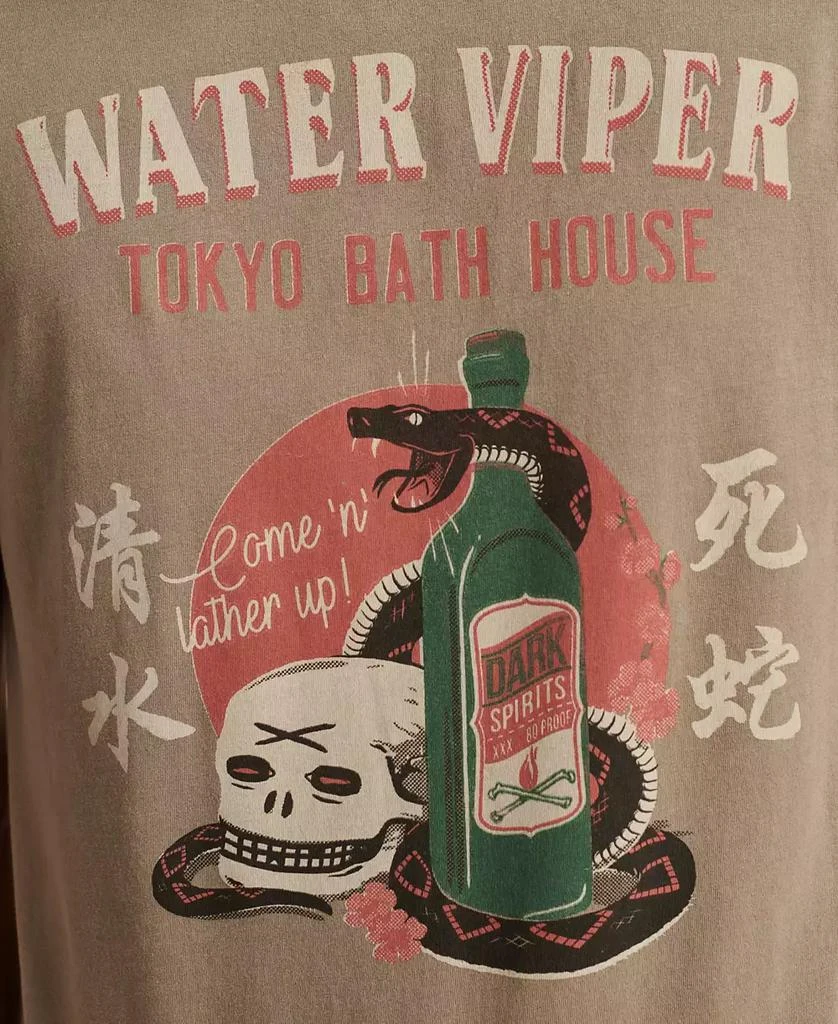 WATER VIPER
TOKYO BATH HOUSE
Come 'n'
lather up!
清水
死蛇
DARK
SPIRITS
XXX 80 PROOF